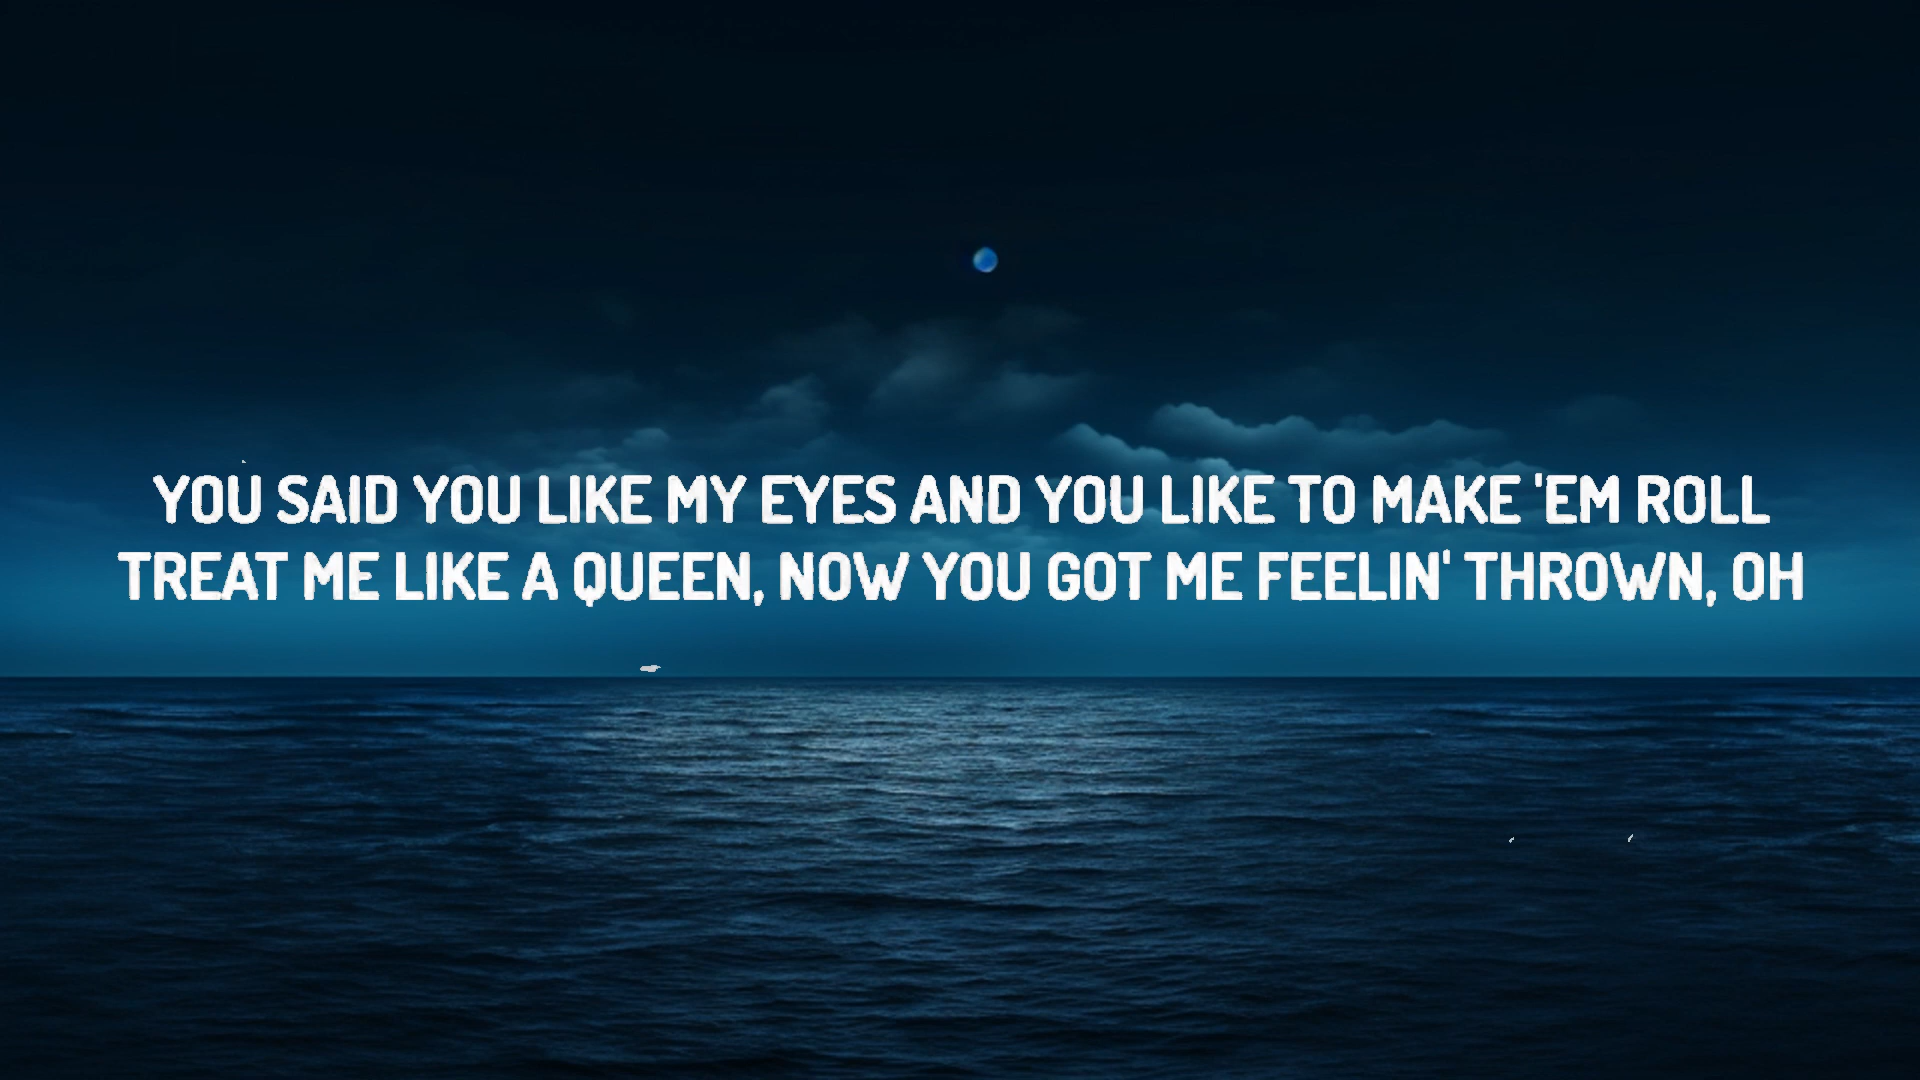 YOU SAID YOU LIKE MY EYES AND YOU LIKE TO MAKE 'EM ROLL
TREAT ME LIKE A QUEEN, NOW YOU GOT ME FEELIN' THROWN, OH